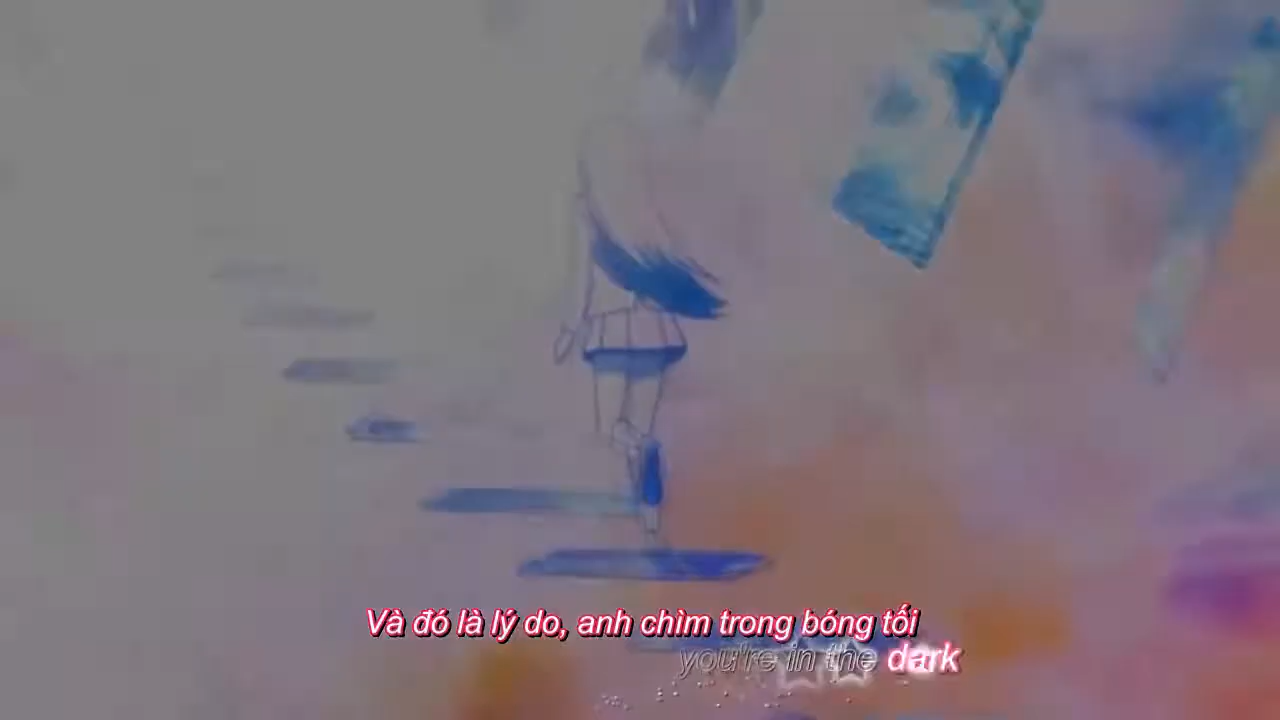 Và đó là lý do, anh chìm trong bóng tối
you're in the dark